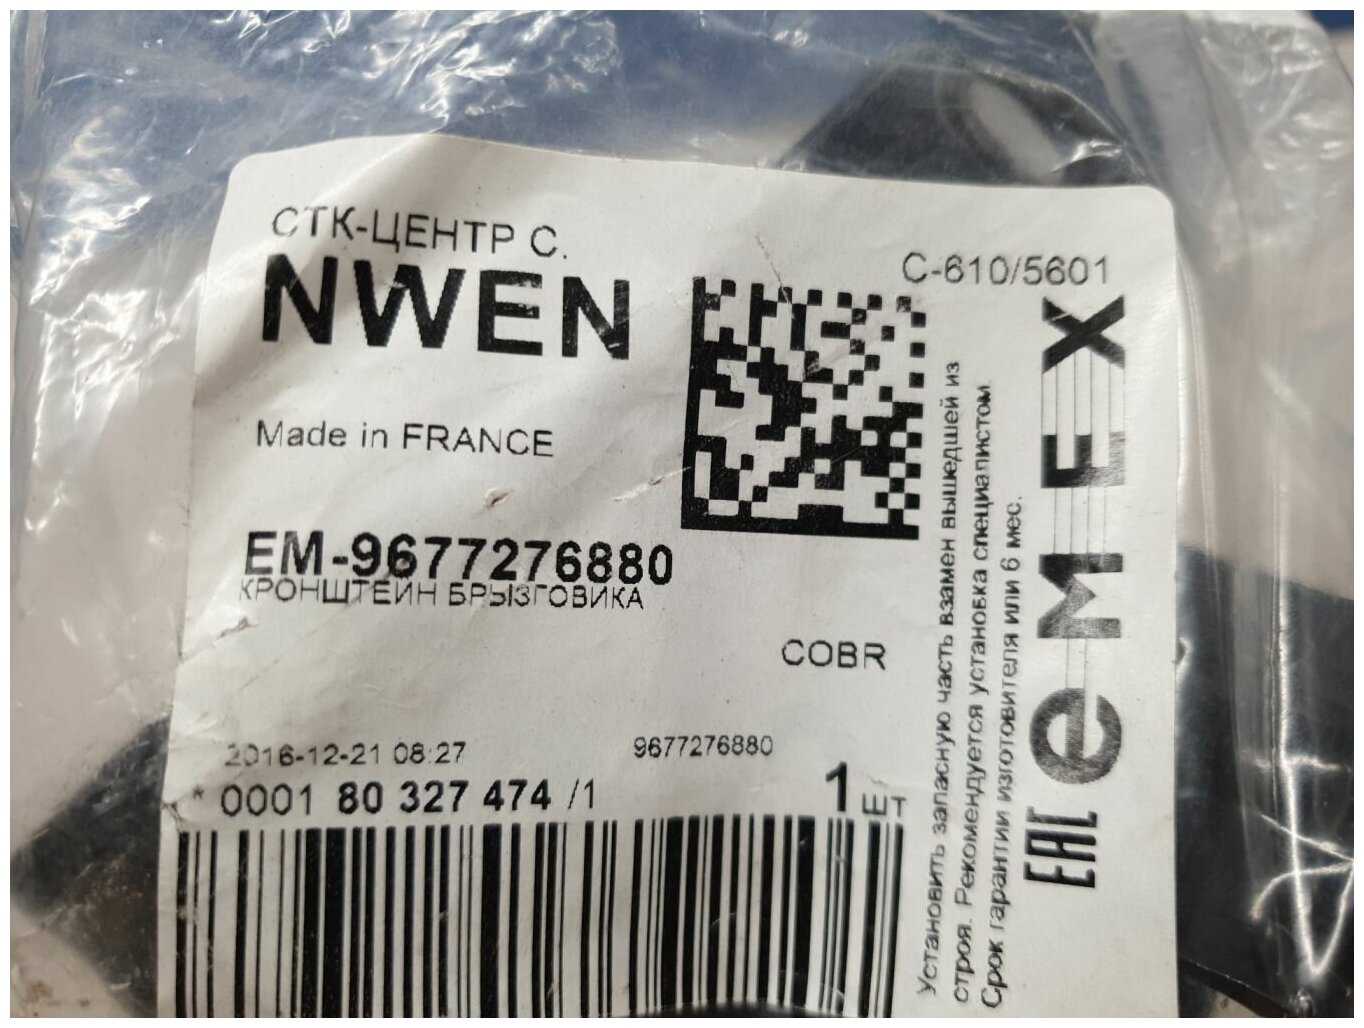 СТК-ЦЕНТР С.
NWEN
C-610/5601
Made in FRANCE
EM-9677276880
КРОНШТЕЙН БРЫЗГОВИКА
COBR
2016-12-21 08:27
9677276880
* 0001 80 327 474 /1
1 ШТ
Установить запасную часть взамен вышедшей из
строя. Рекомендуется установка специалистом.
Срок гарантии изготовителя или 6 мес.
eMEX
EAC